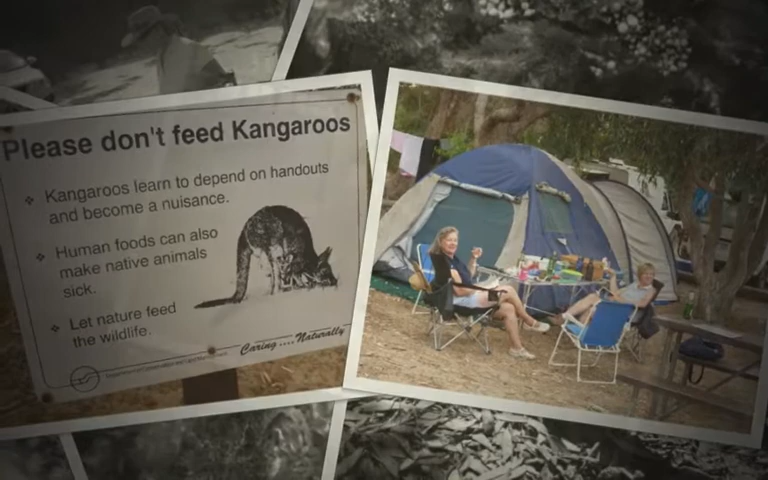 Please don't feed Kangaroos
Kangaroos learn to depend on handouts
and become a nuisance.
Human foods can also
make native animals
sick.
Let nature feed
the wildlife.
Caring .... Naturally